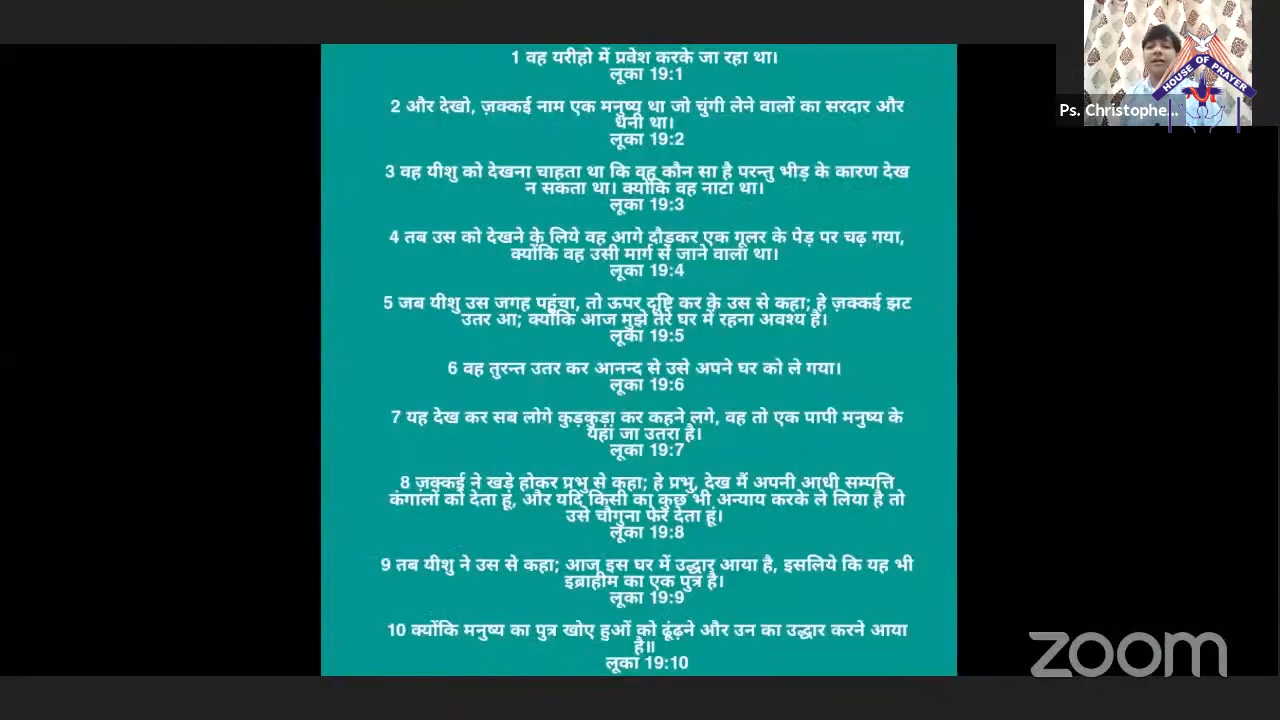 1 वह यरीहो में प्रवेश करके जा रहा था।
लूका 19:1
2 और देखो, ज़क्कई नाम एक मनुष्य था जो चुंगी लेने वालों का सरदार और
धनी था।
लूका 19:2
3 वह यीशु को देखना चाहता था कि वह कौन सा है परन्तु भीड़ के कारण देख
न सकता था। क्योंकि वह नाटा था।
लूका 19:3
4 तब उस को देखने के लिये वह आगे दौड़कर एक गूलर के पेड़ पर चढ़ गया,
क्योंकि वह उसी मार्ग से जाने वाला था।
लूका 19:4
5 जब यीशु उस जगह पहुंचा, तो ऊपर दृष्टि कर के उस से कहा; हे ज़क्कई झट
उतर आ; क्योंकि आज मुझे तेरे घर में रहना अवश्य है।
लूका 19:5
6 वह तुरन्त उतर कर आनन्द से उसे अपने घर को ले गया।
लूका 19:6
7 यह देख कर सब लोगे कुड़कुड़ा कर कहने लगे, वह तो एक पापी मनुष्य के
यहां जा उतरा है।
लूका 19:7
8 ज़क्कई ने खड़े होकर प्रभु से कहा; हे प्रभु, देख मैं अपनी आधी सम्पत्ति
कंगालों को देता हूं, और यदि किसी का कुछ भी अन्याय करके ले लिया है तो
उसे चौगुना फेर देता हूं।
लूका 19:8
9 तब यीशु ने उस से कहा; आज इस घर में उद्धार आया है, इसलिये कि यह भी
इब्राहीम का एक पुत्र है।
लूका 19:9
10 क्योंकि मनुष्य का पुत्र खोए हुओं को ढूंढ़ने और उन का उद्धार करने आया
है॥
लूका 19:10
HOUSE OF PRAYER
Ps. Christophe...
zoom